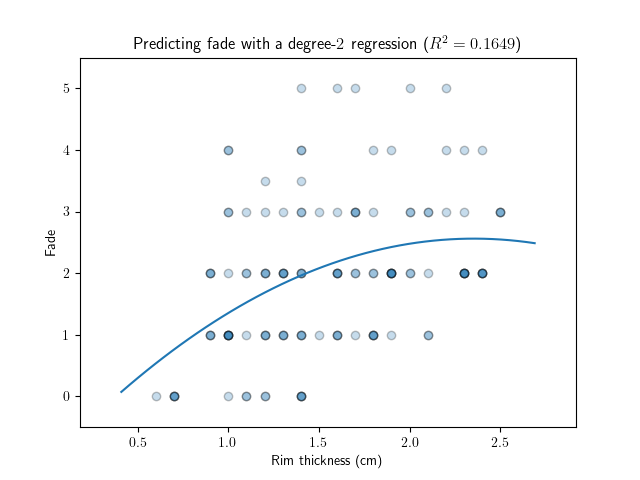 Predicting fade with a degree-2 regression (R² = 0.1649)
Fade
5
4
3
2
1
0
0.5 1.0 1.5 2.0 2.5
Rim thickness (cm)